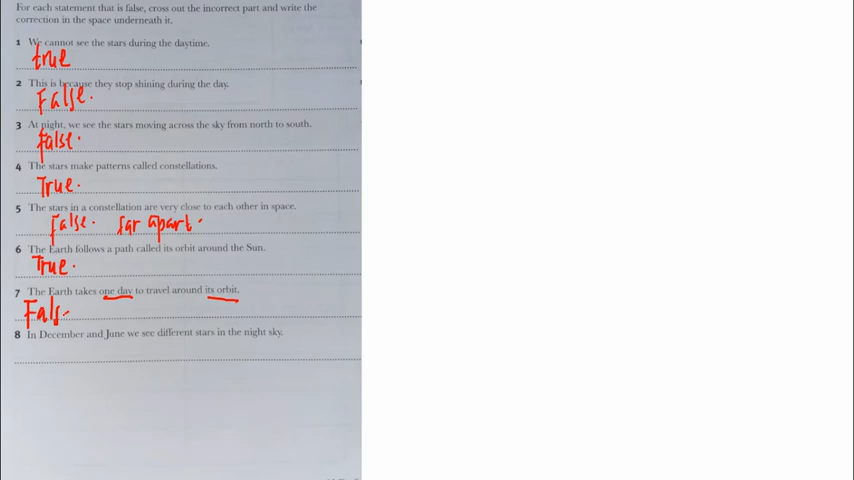 For each statement that is false, cross out the incorrect part and write the
correction in the space underneath it.
1 We cannot see the stars during the daytime.
true
2 This is because they stop shining during the day.
False.
3 At night, we see the stars moving across the sky from north to south.
false.
4 The stars make patterns called constellations.
True.
5 The stars in a constellation are very close to each other in space.
False. far apart.
6 The Earth follows a path called its orbit around the Sun.
True.
7 The Earth takes one day to travel around its orbit.
Fals
8 In December and June we see different stars in the night sky.